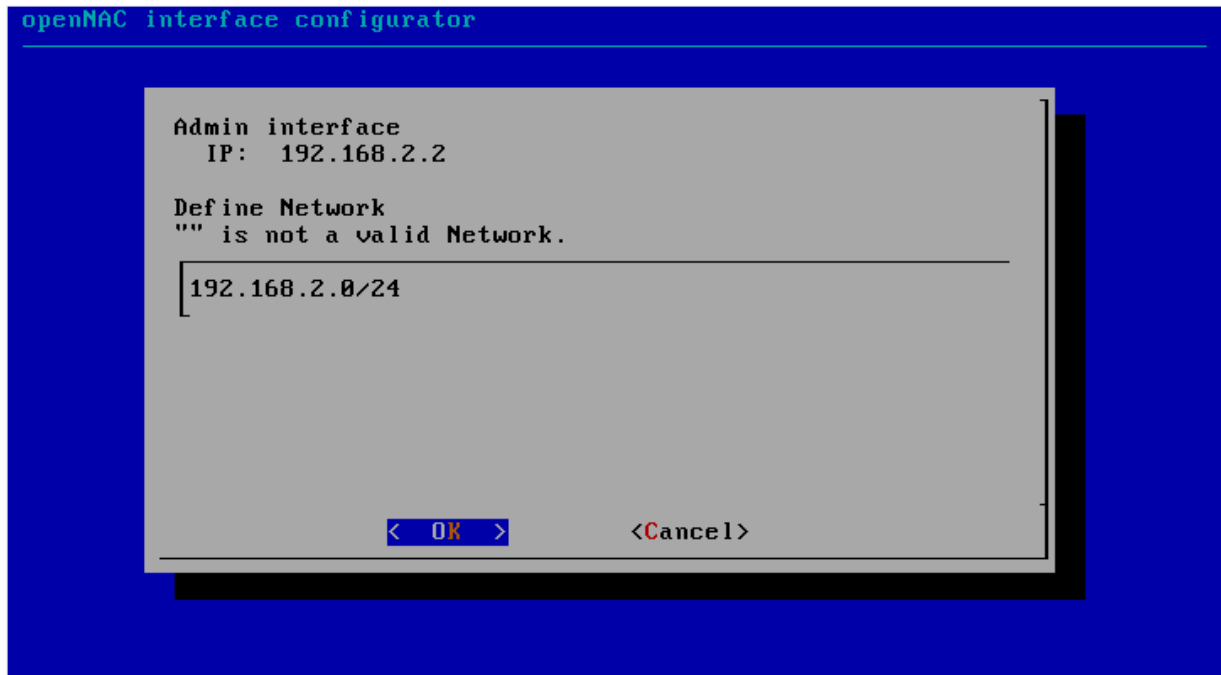 openNAC interface configurator
Admin interface
IP: 192.168.2.2
Define Network
"" is not a valid Network.
192.168.2.0/24
< OK > <Cancel>